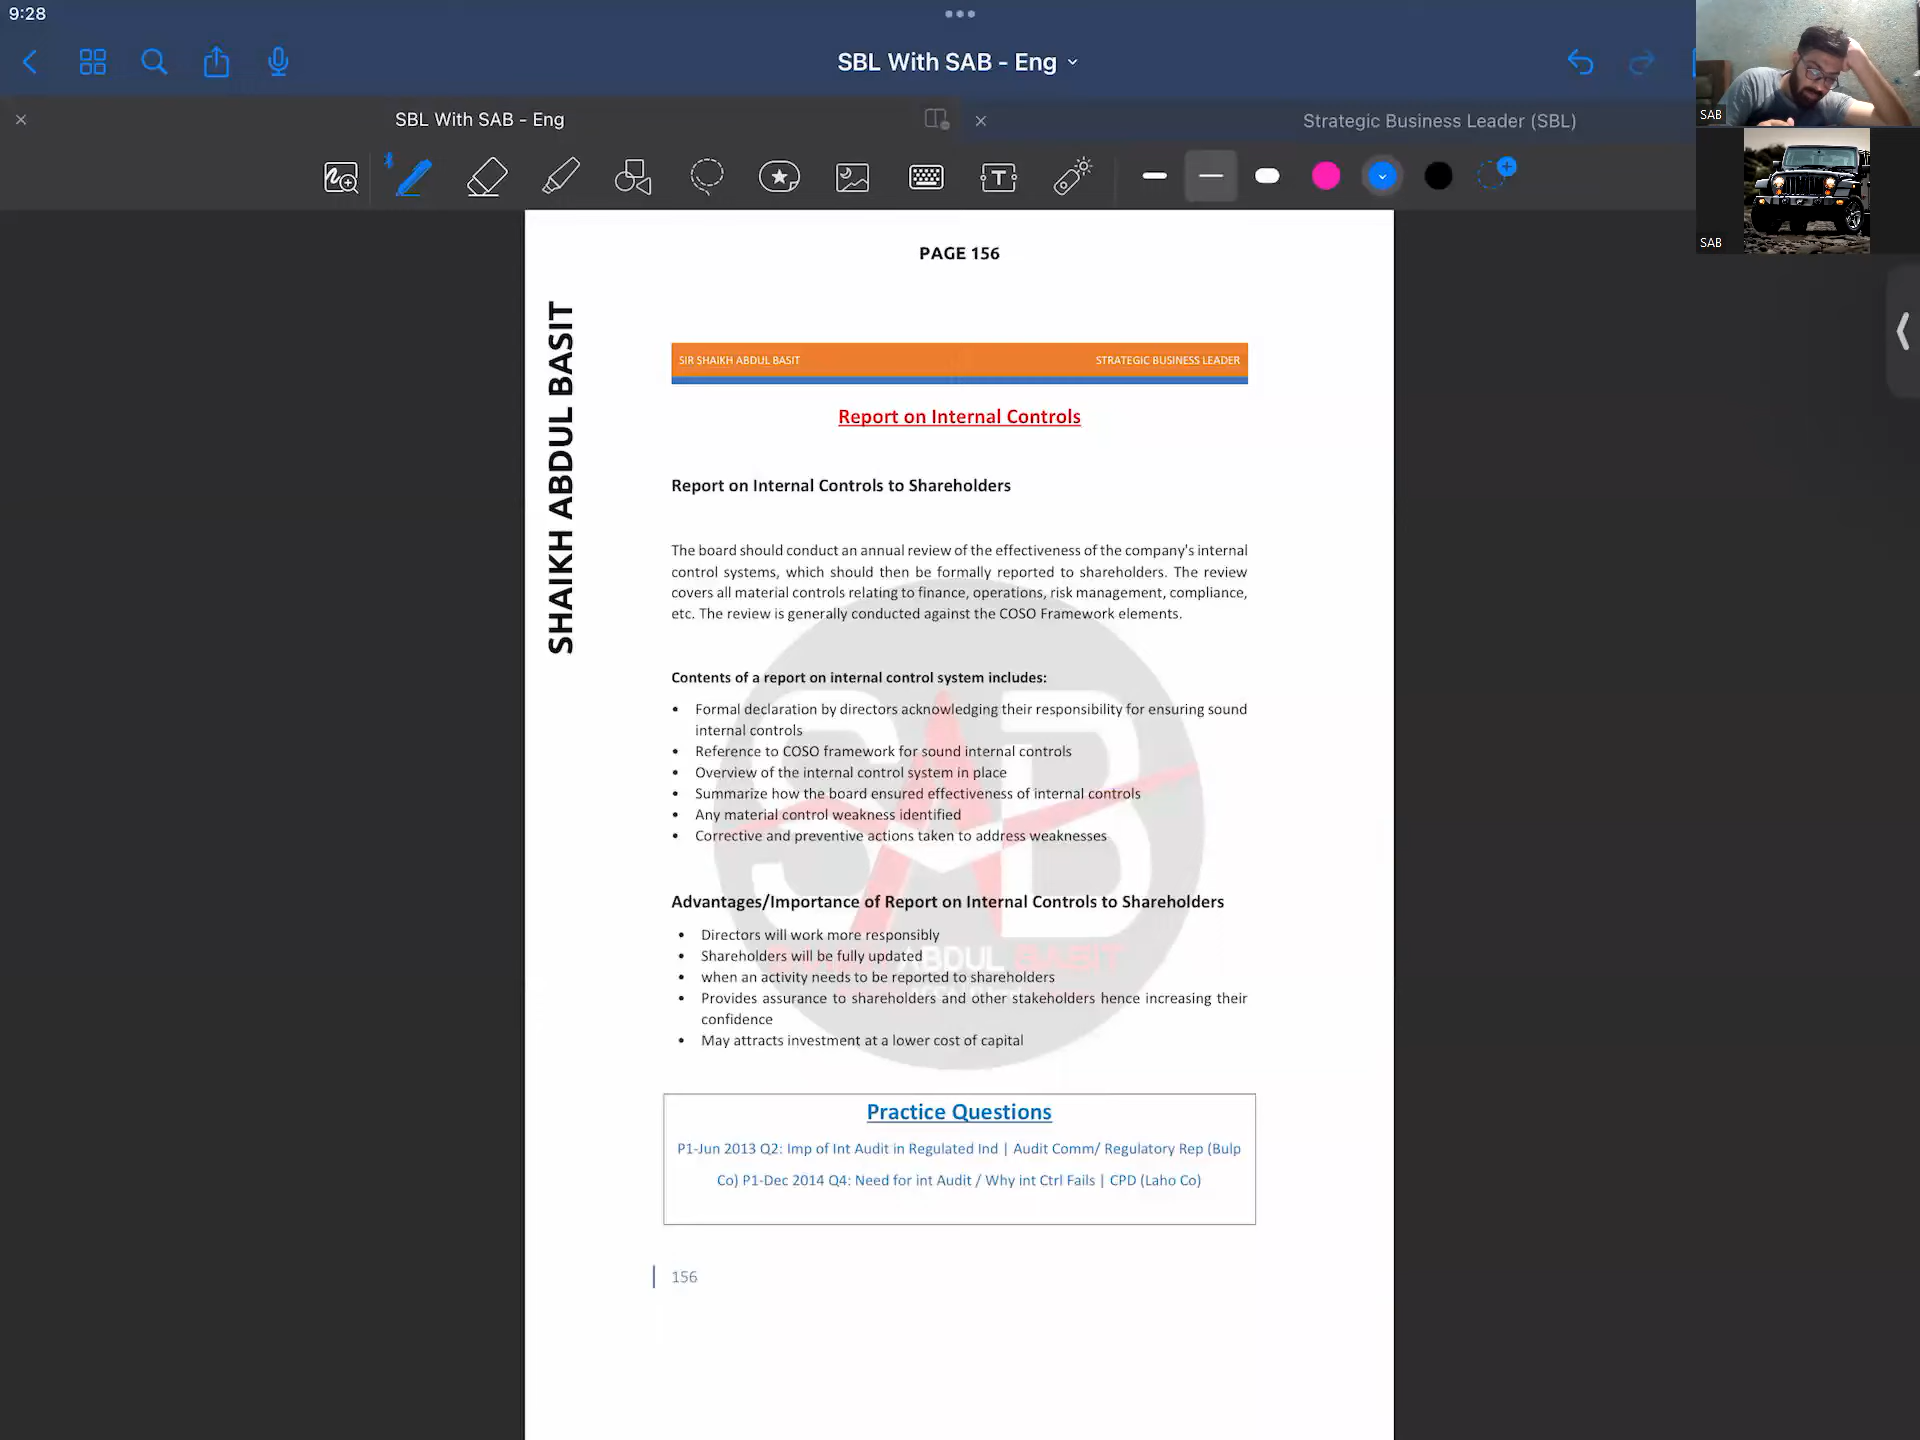 9:28
SBL With SAB - Eng
SBL With SAB - Eng
Strategic Business Leader (SBL)
SAB
SAB
PAGE 156
SHAIKH ABDUL BASIT
SIR SHAIKH ABDUL BASIT
STRATEGIC BUSINESS LEADER
Report on Internal Controls
Report on Internal Controls to Shareholders
The board should conduct an annual review of the effectiveness of the company's internal
control systems, which should then be formally reported to shareholders. The review
covers all material controls relating to finance, operations, risk management, compliance,
etc. The review is generally conducted against the COSO Framework elements.
Contents of a report on internal control system includes:
• Formal declaration by directors acknowledging their responsibility for ensuring sound
internal controls
• Reference to COSO framework for sound internal controls
• Overview of the internal control system in place
• Summarize how the board ensured effectiveness of internal controls
• Any material control weakness identified
• Corrective and preventive actions taken to address weaknesses
Advantages/Importance of Report on Internal Controls to Shareholders
• Directors will work more responsibly
• Shareholders will be fully updated
• when an activity needs to be reported to shareholders
• Provides assurance to shareholders and other stakeholders hence increasing their
confidence
• May attracts investment at a lower cost of capital
SAB
ABDUL BASIT
Practice Questions
P1-Jun 2013 Q2: Imp of Int Audit in Regulated Ind | Audit Comm/ Regulatory Rep (Bulp
Co) P1-Dec 2014 Q4: Need for int Audit / Why int Ctrl Fails | CPD (Laho Co)
156